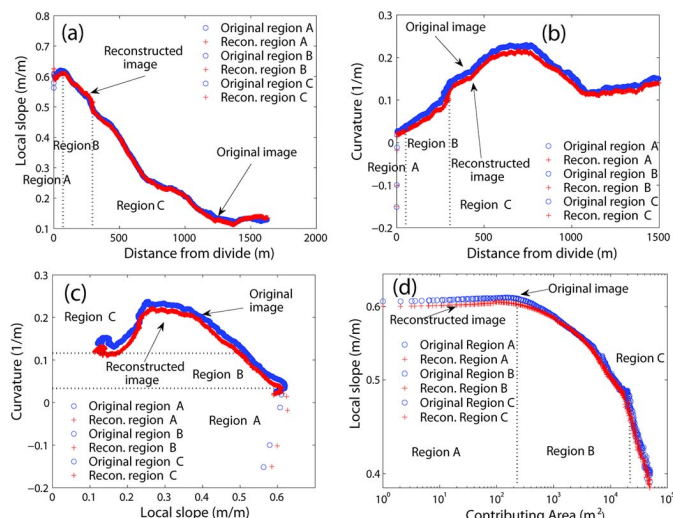 (a)
Original region A
Recon. region A
Original region B
Recon. region B
Original region C
Recon. region C
Reconstructed
image
Original image
Region A
Region B
Region C
Local slope (m/m)
0.8
0.7
0.6
0.5
0.4
0.3
0.2
0.1
0
500
1000
1500
2000
Distance from divide (m)
(b)
Original image
Reconstructed
image
Region A
Region B
Region C
Original region A
Recon. region A
Original region B
Recon. region B
Original region C
Recon. region C
Curvature (1/m)
0.3
0.2
0.1
0
-0.1
-0.2
0
500
1000
1500
Distance from divide (m)
(c)
Region C
Original
image
Reconstructed
image
Region B
Region A
Original region A
Recon. region A
Original region B
Recon. region B
Original region C
Recon. region C
Curvature (1/m)
0.3
0.2
0.1
0
-0.1
-0.2
0
0.1
0.2
0.3
0.4
0.5
0.6
0.7
Local slope (m/m)
(d)
Original image
Reconstructed image
Original Region A
Recon. Region A
Original Region B
Recon. Region B
Original Region C
Recon. Region C
Region C
Region A
Region B
Local slope (m/m)
0.6
0.5
0.4
10⁰
10¹
10²
10³
10⁴
10⁵
Contributing Area (m²)